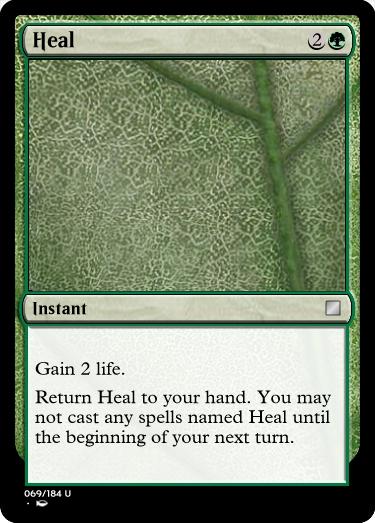 Heal 2
Instant
Gain 2 life.
Return Heal to your hand. You may
not cast any spells named Heal until
the beginning of your next turn.
069/184 U